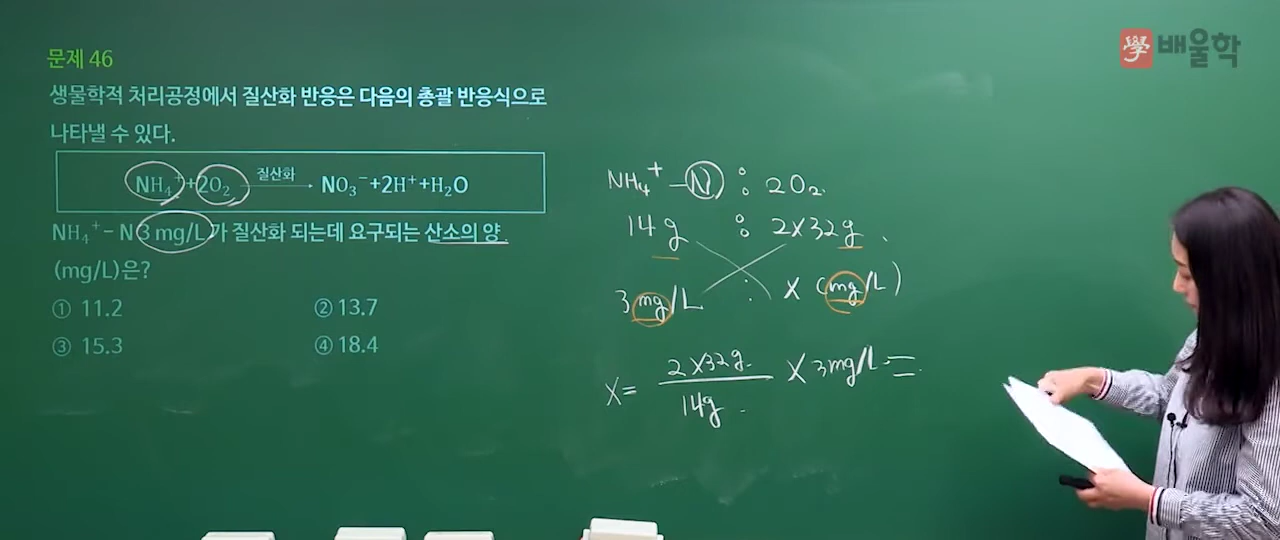 學 배울학
문제 46
생물학적 처리공정에서 질산화 반응은 다음의 총괄 반응식으로
나타낼 수 있다.
NH₄⁺+2O₂ 질산화→ NO₃⁻+2H⁺+H₂O
NH₄⁺−N 3 mg/L가 질산화 되는데 요구되는 산소의 양
(mg/L)은?
① 11.2 ② 13.7
③ 15.3 ④ 18.4
NH₄⁺−N : 2O₂
14g : 2×32g
3mg/L : X (mg/L)
X= 2×32g/14g × 3mg/L =